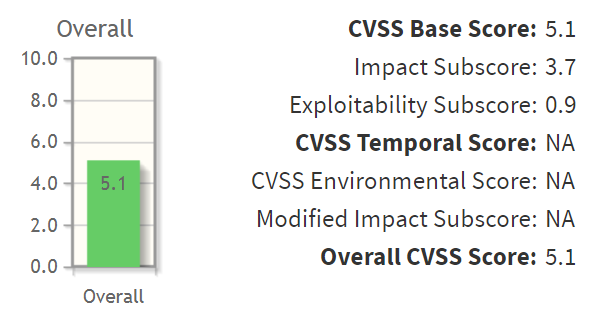 Overall
10.0
8.0
6.0
4.0
2.0
0.0
5.1
Overall
CVSS Base Score: 5.1
Impact Subscore: 3.7
Exploitability Subscore: 0.9
CVSS Temporal Score: NA
CVSS Environmental Score: NA
Modified Impact Subscore: NA
Overall CVSS Score: 5.1